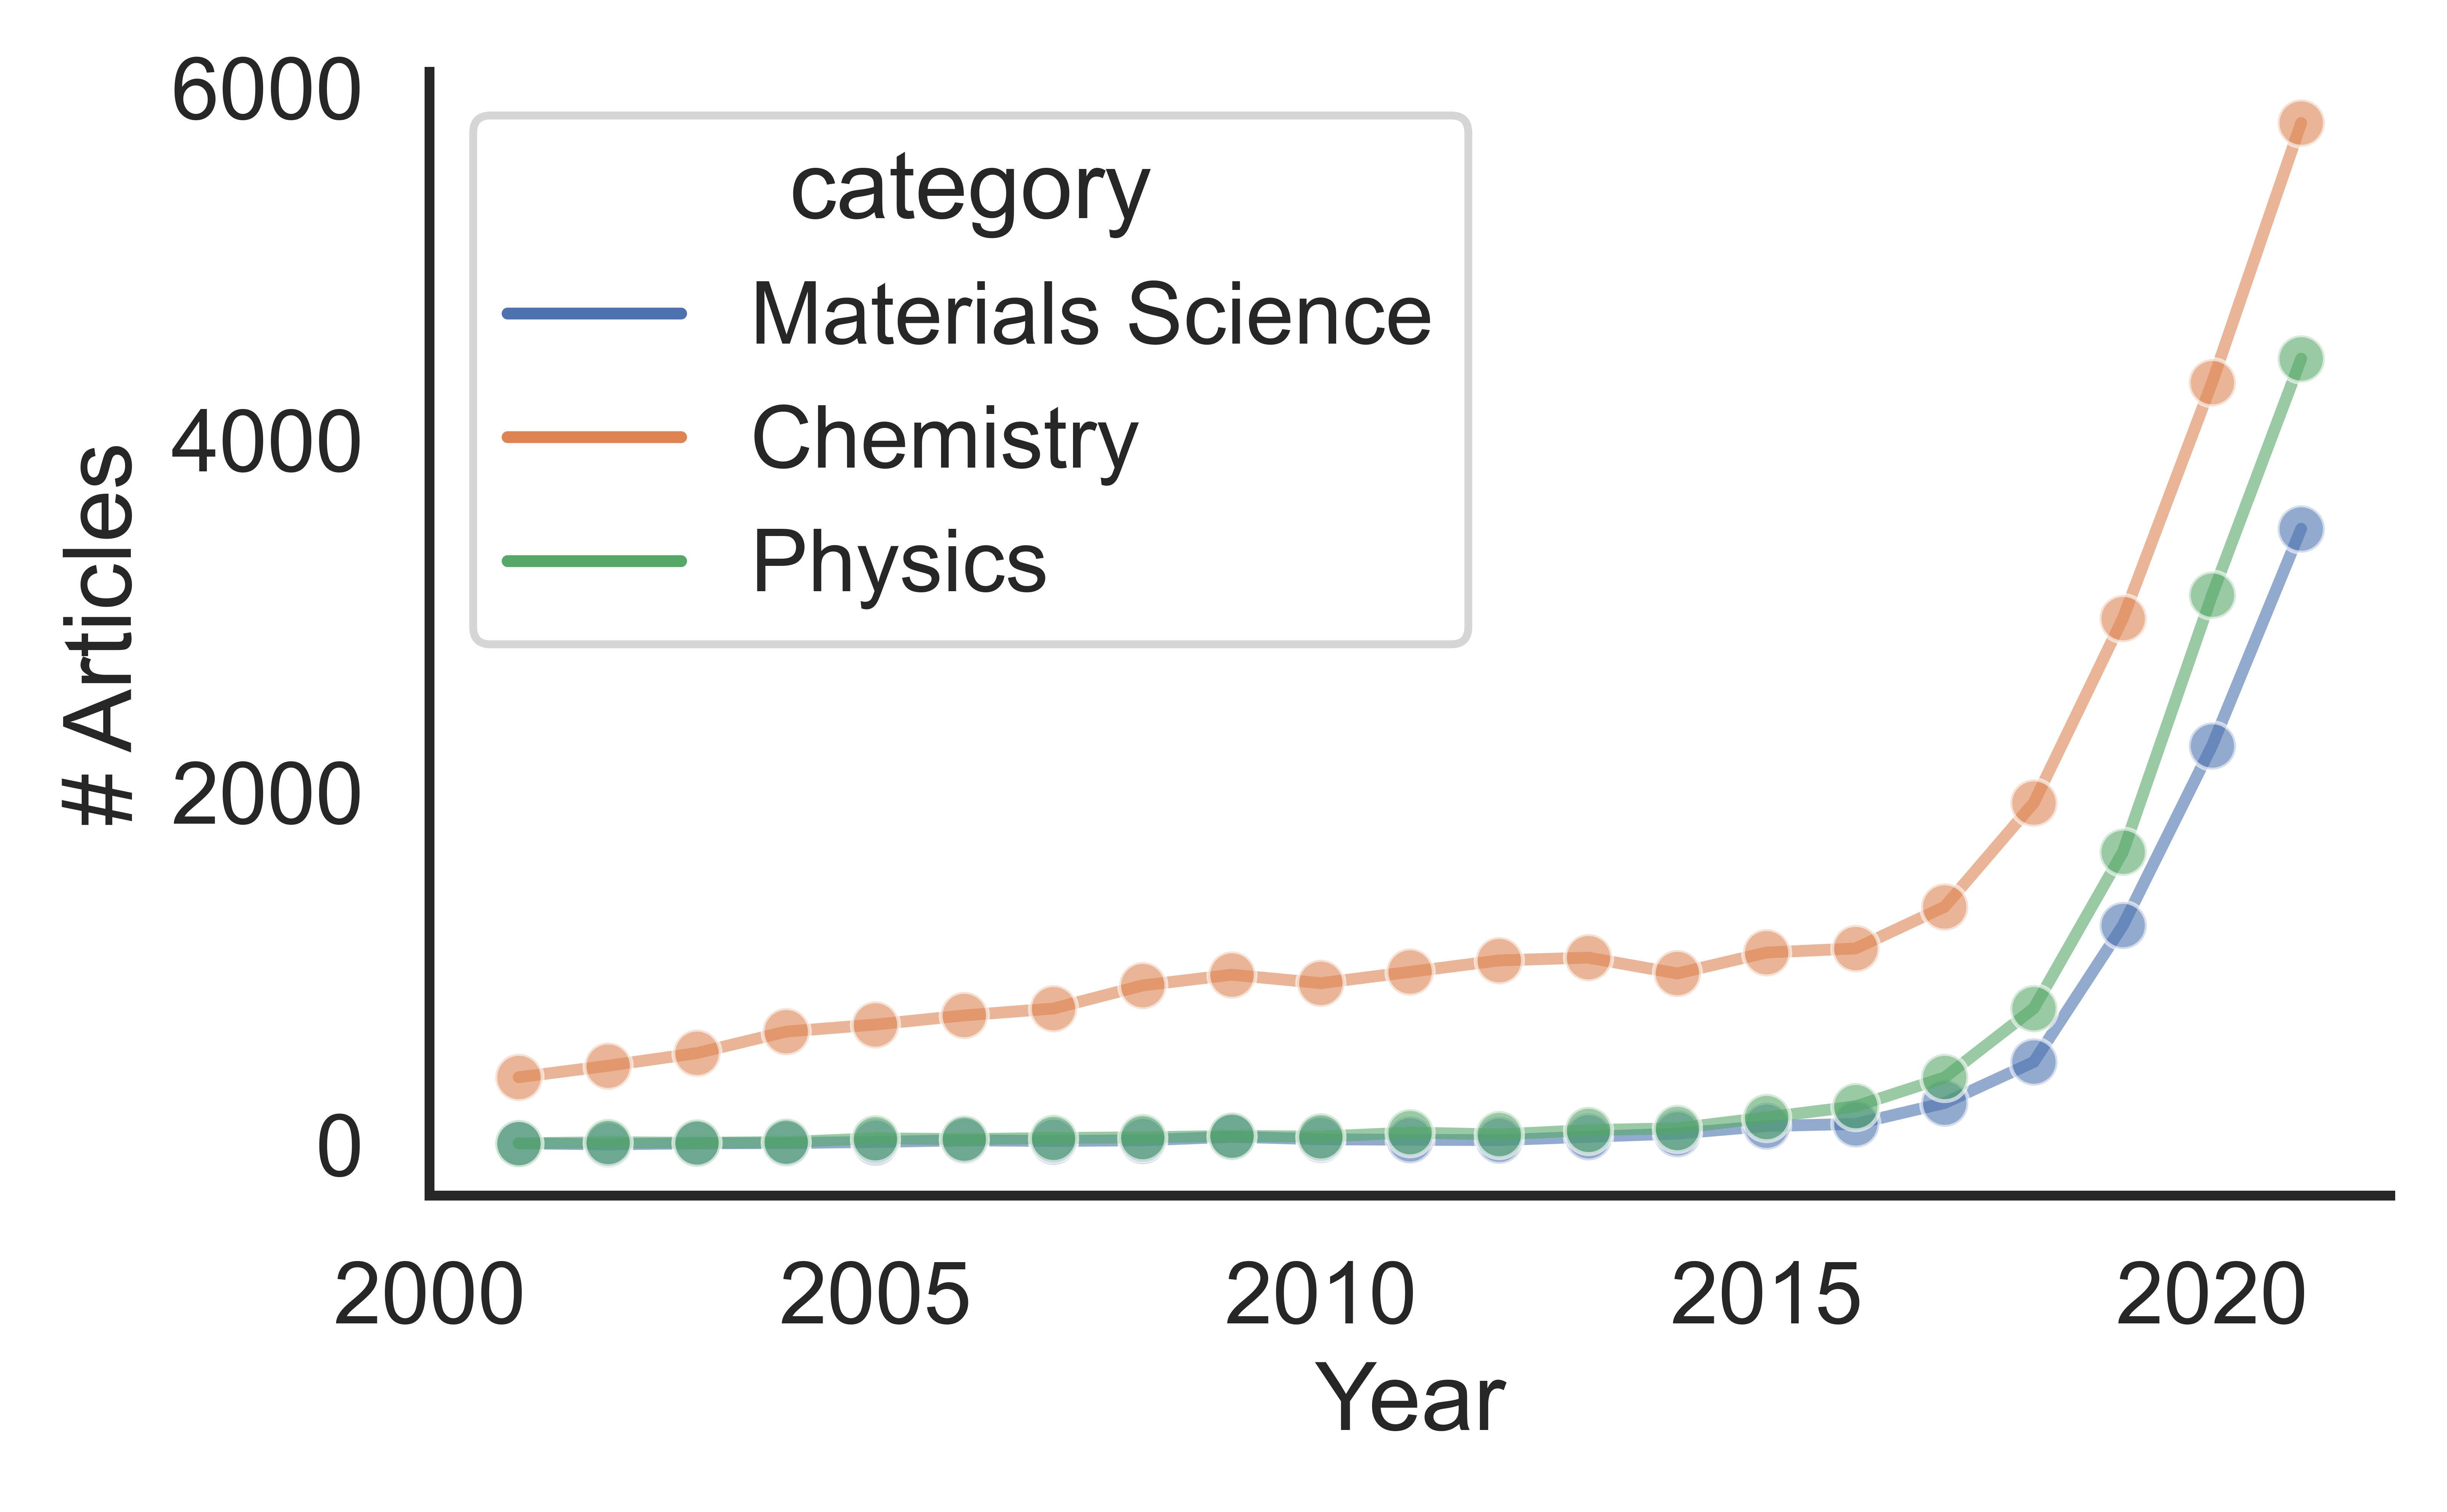 6000
4000
2000
0
# Articles
category
Materials Science
Chemistry
Physics
2000 2005 2010 2015 2020
Year